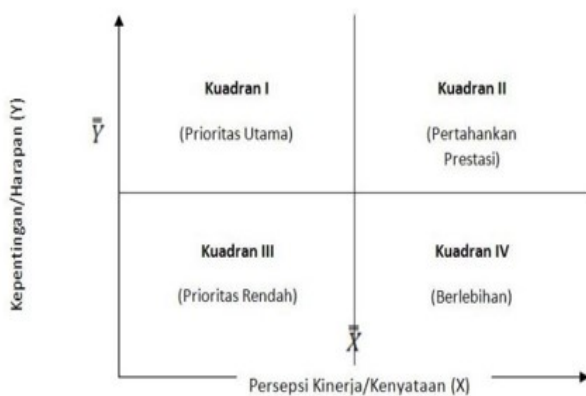 Kepentingan/Harapan (Y)
Kuadran I
(Prioritas Utama)
Kuadran II
(Pertahankan
Prestasi)
Y̿
Kuadran III
(Prioritas Rendah)
Kuadran IV
(Berlebihan)
X̿
Persepsi Kinerja/Kenyataan (X)